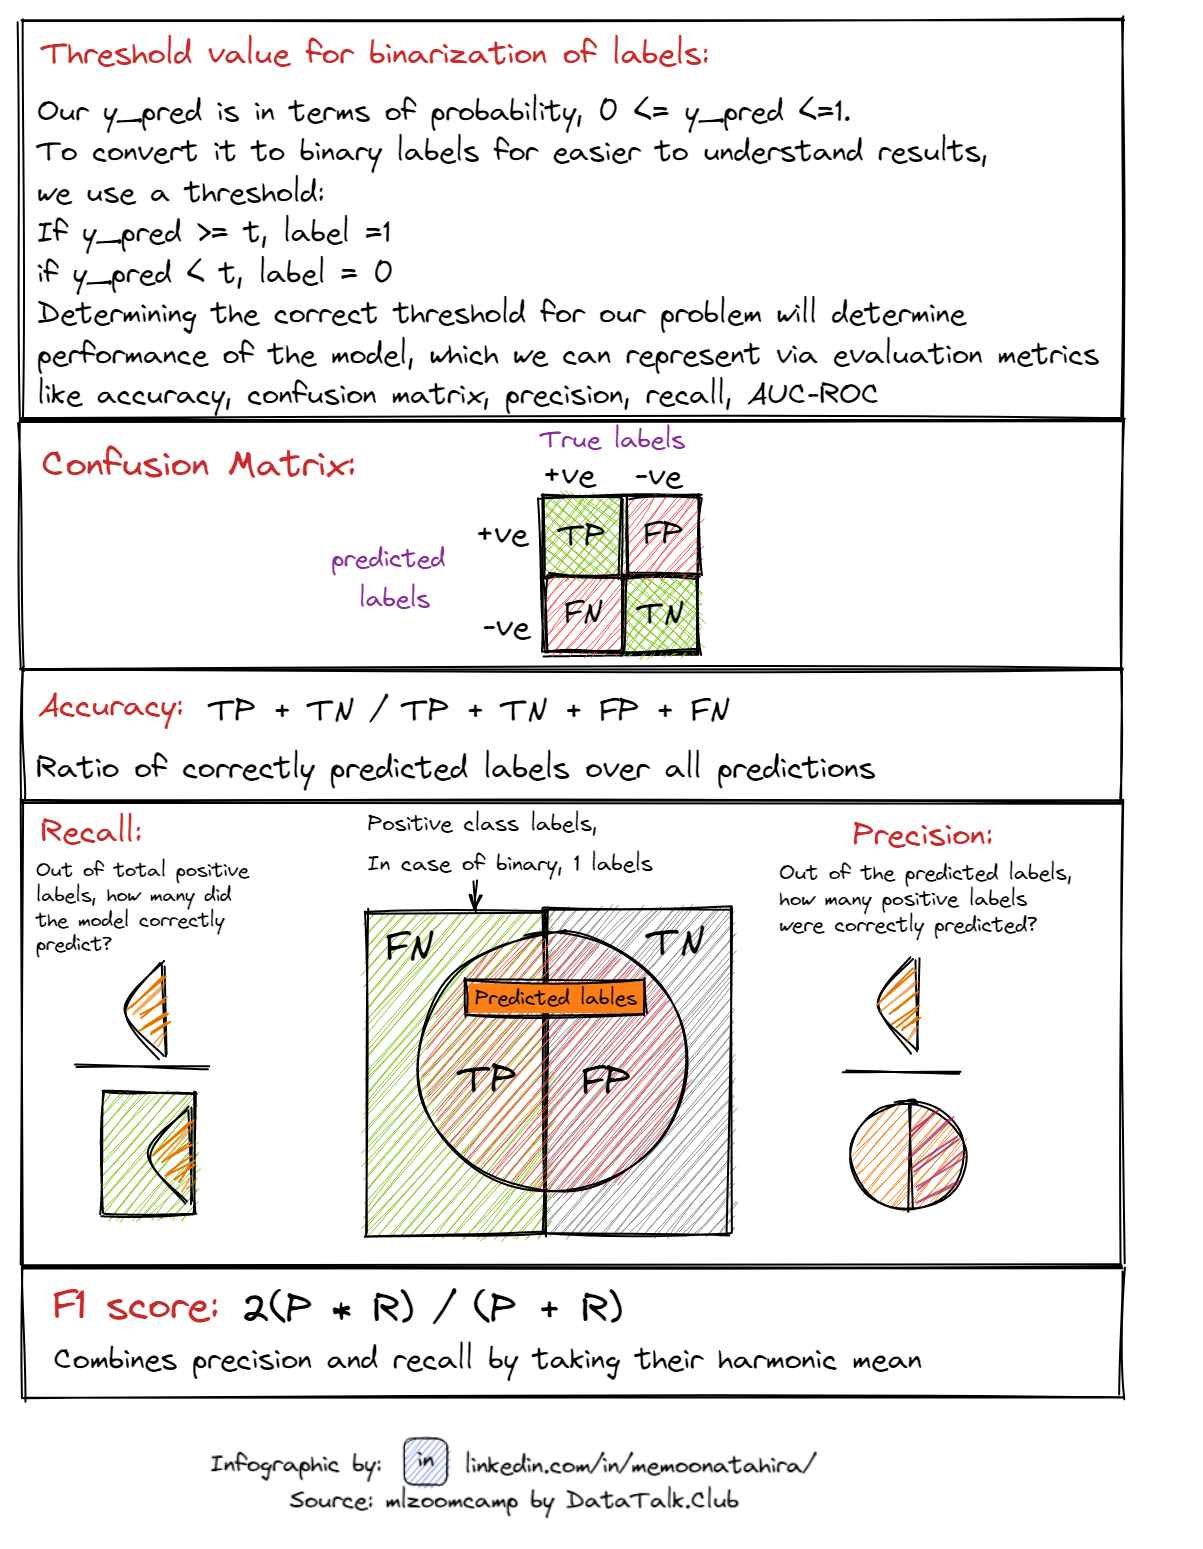 Threshold value for binarization of labels:
Our y_pred is in terms of probability, 0 <= y_pred <=1.
To convert it to binary labels for easier to understand results,
we use a threshold:
If y_pred >= t, label =1
if y_pred < t, label = 0
Determining the correct threshold for our problem will determine
performance of the model, which we can represent via evaluation metrics
like accuracy, confusion matrix, precision, recall, AUC-ROC
Confusion Matrix:
True labels
+ve -ve
predicted
labels
+ve
TP FP
-ve
FN TN
Accuracy: TP + TN / TP + TN + FP + FN
Ratio of correctly predicted labels over all predictions
Recall:
Out of total positive
labels, how many did
the model correctly
predict?
Positive class labels,
In case of binary, 1 labels
FN TN
Predicted lables
TP FP
Precision:
Out of the predicted labels,
how many positive labels
were correctly predicted?
F1 score: 2(P * R) / (P + R)
Combines precision and recall by taking their harmonic mean
Infographic by: in linkedin.com/in/memoonatahira/
Source: mlzoomcamp by DataTalk.Club